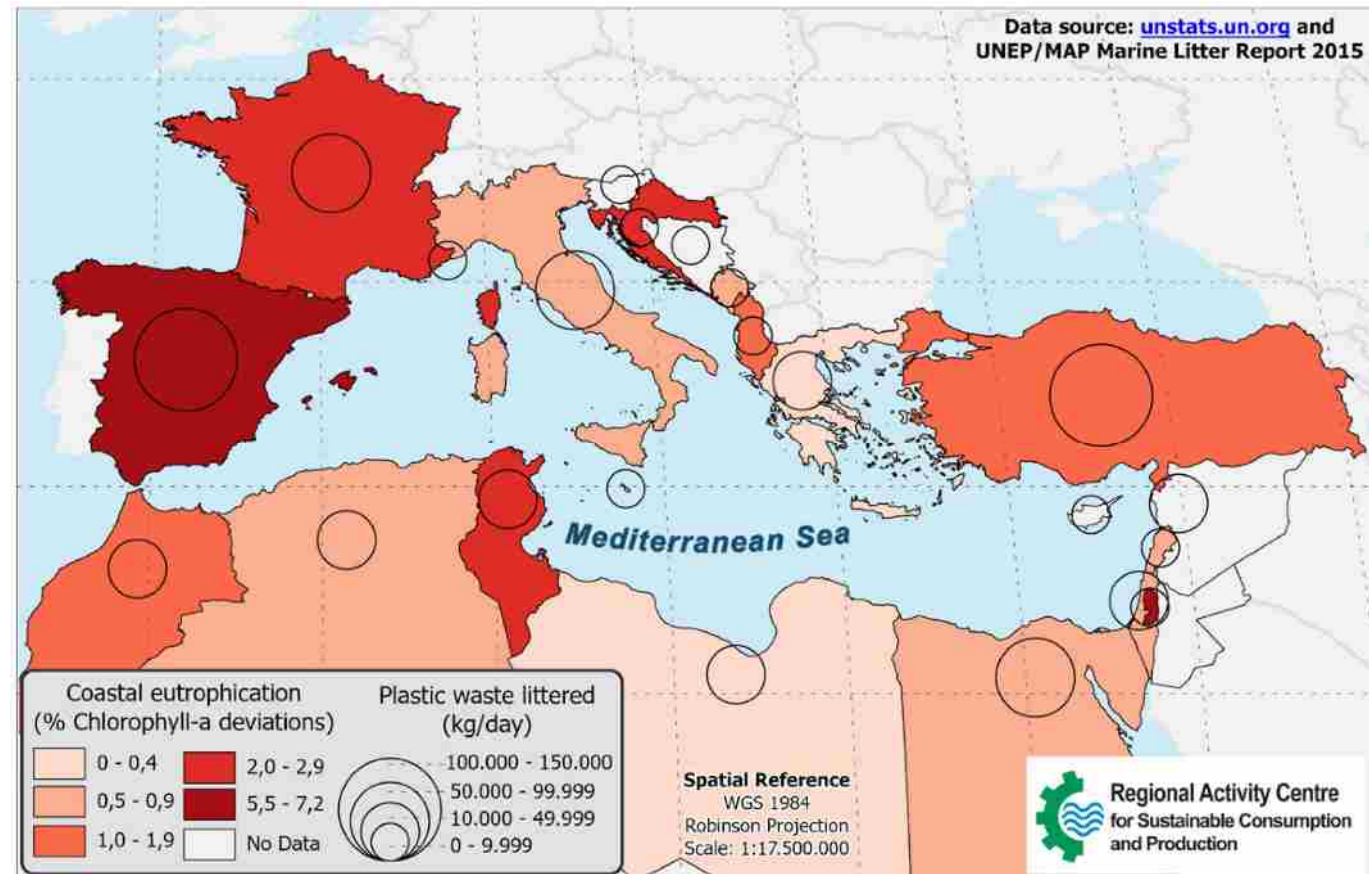 Data source: unstats.un.org and
UNEP/MAP Marine Litter Report 2015
Mediterranean Sea
Coastal eutrophication
(% Chlorophyll-a deviations)
0 - 0,4
0,5 - 0,9
1,0 - 1,9
2,0 - 2,9
5,5 - 7,2
No Data
Plastic waste littered
(kg/day)
100.000 - 150.000
50.000 - 99.999
10.000 - 49.999
0 - 9.999
Spatial Reference
WGS 1984
Robinson Projection
Scale: 1:17.500.000
Regional Activity Centre
for Sustainable Consumption
and Production